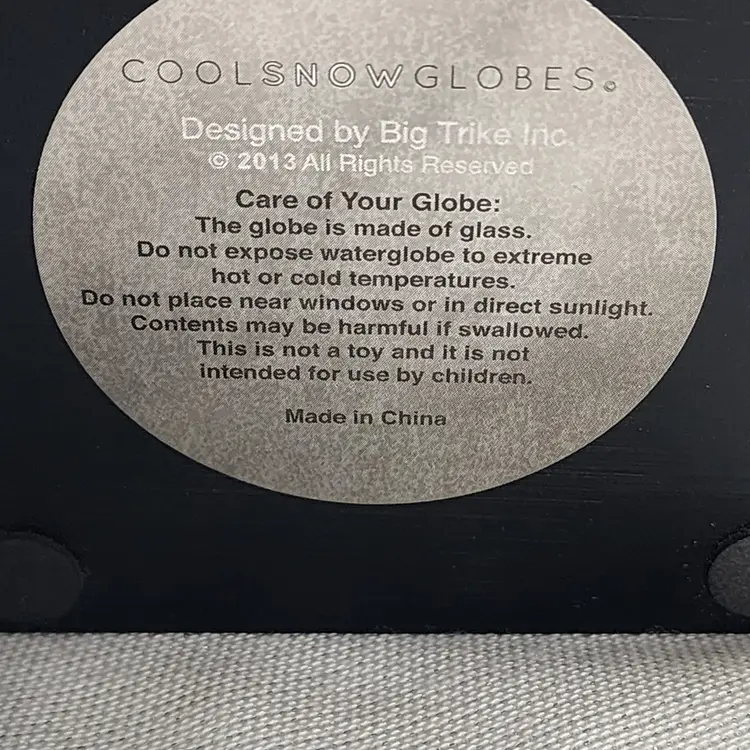 COOLSNOWGLOBES©
Designed by Big Trike Inc.
© 2013 All Rights Reserved
Care of Your Globe:
The globe is made of glass.
Do not expose waterglobe to extreme
hot or cold temperatures.
Do not place near windows or in direct sunlight.
Contents may be harmful if swallowed.
This is not a toy and it is not
intended for use by children.
Made in China